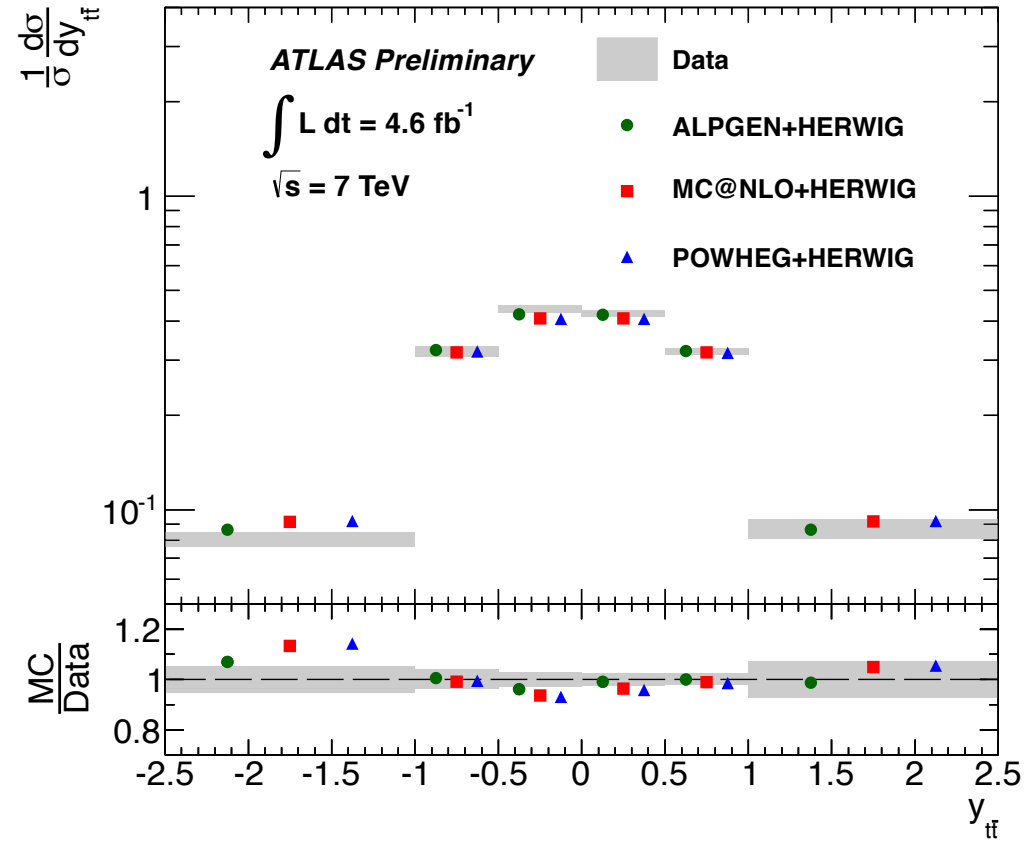 1/σ dσ/dy_tt̄
ATLAS Preliminary
∫ L dt = 4.6 fb⁻¹
√s = 7 TeV
Data
ALPGEN+HERWIG
MC@NLO+HERWIG
POWHEG+HERWIG
1
10⁻¹
MC/Data
1.2
1
0.8
-2.5 -2 -1.5 -1 -0.5 0 0.5 1 1.5 2 2.5
y_tt̄